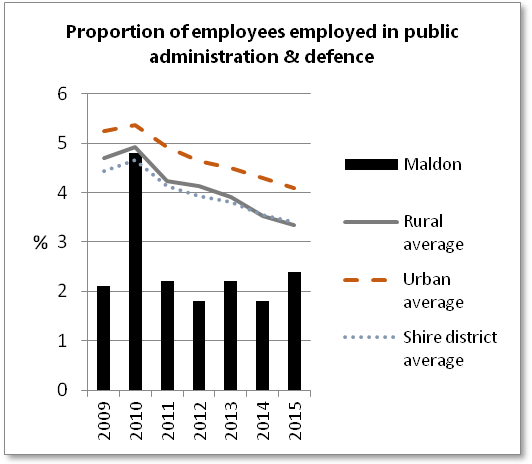 Proportion of employees employed in public
administration & defence
6
5
4
3
2
1
0
%
2009
2010
2011
2012
2013
2014
2015
Maldon
Rural
average
Urban
average
Shire district
average